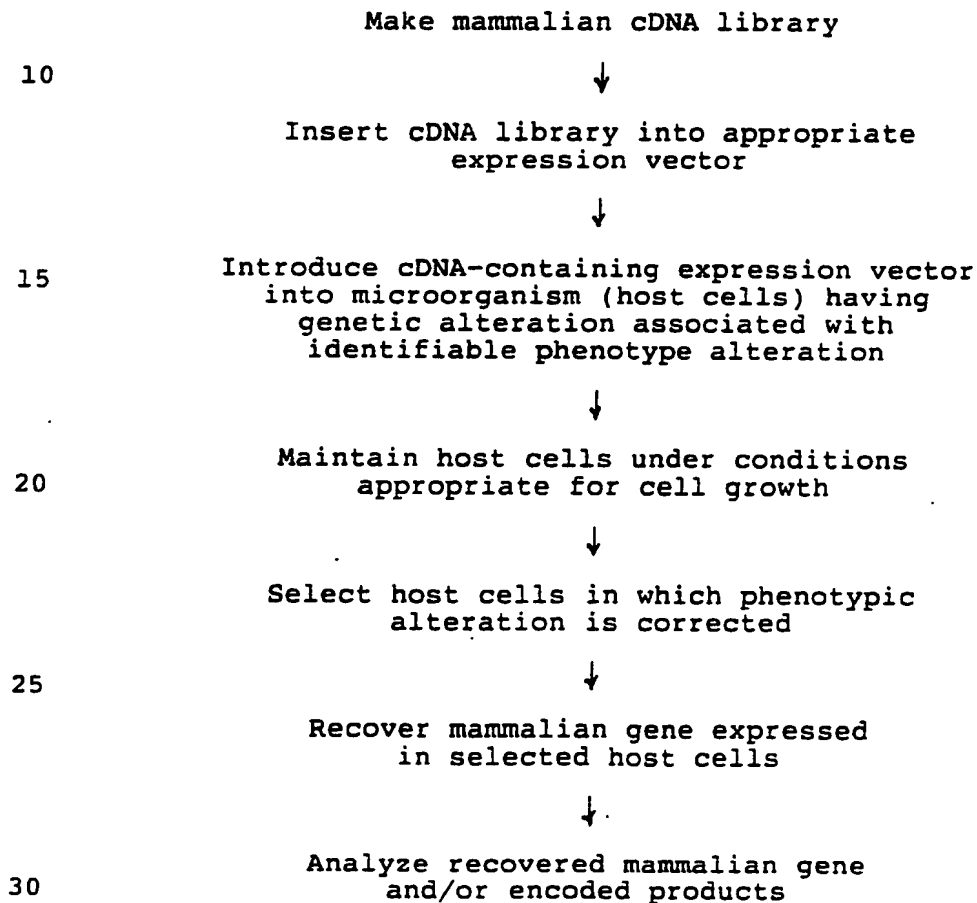 Make mammalian cDNA library
10
↓
Insert cDNA library into appropriate
expression vector
↓
15
Introduce cDNA-containing expression vector
into microorganism (host cells) having
genetic alteration associated with
identifiable phenotype alteration
↓
Maintain host cells under conditions
20
appropriate for cell growth
↓
Select host cells in which phenotypic
alteration is corrected
25
↓
Recover mammalian gene expressed
in selected host cells
↓
Analyze recovered mammalian gene
30
and/or encoded products